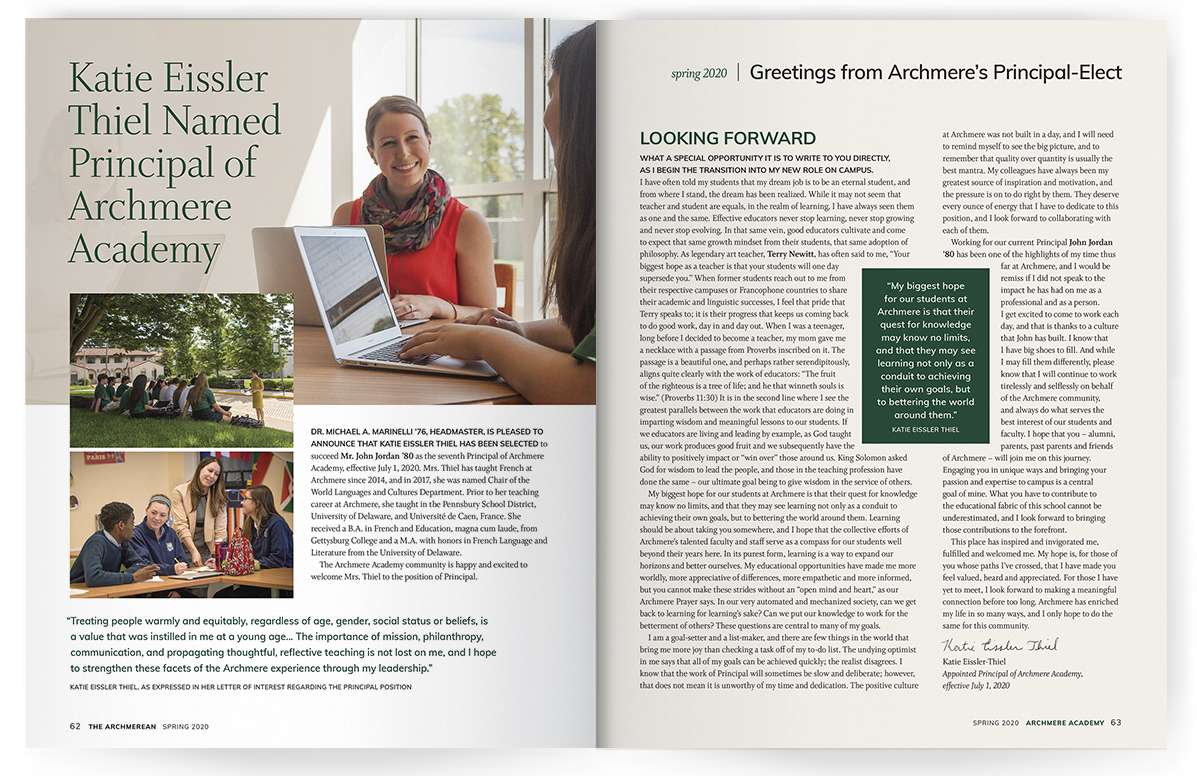 Katie Eissler
Thiel Named
Principal of
Archmere
Academy
PARIS
DR. MICHAEL A. MARINELLI '76, HEADMASTER, IS PLEASED TO
ANNOUNCE THAT KATIE EISSLER THIEL HAS BEEN SELECTED to
succeed Mr. John Jordan '80 as the seventh Principal of Archmere
Academy, effective July 1, 2020. Mrs. Thiel has taught French at
Archmere since 2014, and in 2017, she was named Chair of the
World Languages and Cultures Department. Prior to her teaching
career at Archmere, she taught in the Pennsbury School District,
University of Delaware, and Université de Caen, France. She
received a B.A. in French and Education, magna cum laude, from
Gettysburg College and a M.A. with honors in French Language and
Literature from the University of Delaware.
The Archmere Academy community is happy and excited to
welcome Mrs. Thiel to the position of Principal.
"Treating people warmly and equitably, regardless of age, gender, social status or beliefs, is
a value that was instilled in me at a young age... The importance of mission, philanthropy,
communication, and propagating thoughtful, reflective teaching is not lost on me, and I hope
to strengthen these facets of the Archmere experience through my leadership."
KATIE EISSLER THIEL, AS EXPRESSED IN HER LETTER OF INTEREST REGARDING THE PRINCIPAL POSITION
62 THE ARCHMEREAN SPRING 2020
spring 2020 | Greetings from Archmere's Principal-Elect
LOOKING FORWARD
WHAT A SPECIAL OPPORTUNITY IT IS TO WRITE TO YOU DIRECTLY,
AS I BEGIN THE TRANSITION INTO MY NEW ROLE ON CAMPUS.
I have often told my students that my dream job is to be an eternal student, and
from where I stand, the dream has been realized. While it may not seem that
teacher and student are equals, in the realm of learning, I have always seen them
as one and the same. Effective educators never stop learning, never stop growing
and never stop evolving. In that same vein, good educators cultivate and come
to expect that same growth mindset from their students, that same adoption of
philosophy. As legendary art teacher, Terry Newitt, has often said to me, "Your
biggest hope as a teacher is that your students will one day
supersede you." When former students reach out to me from
their respective campuses or Francophone countries to share
their academic and linguistic successes, I feel that pride that
Terry speaks to; it is their progress that keeps us coming back
to do good work, day in and day out. When I was a teenager,
long before I decided to become a teacher, my mom gave me
a necklace with a passage from Proverbs inscribed on it. The
passage is a beautiful one, and perhaps rather serendipitously,
aligns quite clearly with the work of educators: "The fruit
of the righteous is a tree of life; and he that winneth souls is
wise." (Proverbs 11:30) It is in the second line where I see the
greatest parallels between the work that educators are doing in
imparting wisdom and meaningful lessons to our students. If
we educators are living and leading by example, as God taught
us, our work produces good fruit and we subsequently have the
ability to positively impact or "win over" those around us. King Solomon asked
God for wisdom to lead the people, and those in the teaching profession have
done the same – our ultimate goal being to give wisdom in the service of others.
My biggest hope for our students at Archmere is that their quest for knowledge
may know no limits, and that they may see learning not only as a conduit to
achieving their own goals, but to bettering the world around them. Learning
should be about taking you somewhere, and I hope that the collective efforts of
Archmere's talented faculty and staff serve as a compass for our students well
beyond their years here. In its purest form, learning is a way to expand our
horizons and better ourselves. My educational opportunities have made me more
worldly, more appreciative of differences, more empathetic and more informed,
but you cannot make these strides without an "open mind and heart," as our
Archmere Prayer says. In our very automated and mechanized society, can we get
back to learning for learning's sake? Can we put our knowledge to work for the
betterment of others? These questions are central to many of my goals.
I am a goal-setter and a list-maker, and there are few things in the world that
bring me more joy than checking a task off of my to-do list. The undying optimist
in me says that all of my goals can be achieved quickly; the realist disagrees. I
know that the work of Principal will sometimes be slow and deliberate; however,
that does not mean it is unworthy of my time and dedication. The positive culture
at Archmere was not built in a day, and I will need
to remind myself to see the big picture, and to
remember that quality over quantity is usually the
best mantra. My colleagues have always been my
greatest source of inspiration and motivation, and
the pressure is on to do right by them. They deserve
every ounce of energy that I have to dedicate to this
position, and I look forward to collaborating with
each of them.
Working for our current Principal John Jordan
'80 has been one of the highlights of my time thus
far at Archmere, and I would be
remiss if I did not speak to the
impact he has had on me as a
professional and as a person.
I get excited to come to work each
day, and that is thanks to a culture
that John has built. I know that
I have big shoes to fill. And while
I may fill them differently, please
know that I will continue to work
tirelessly and selflessly on behalf
of the Archmere community,
and always do what serves the
best interest of our students and
faculty. I hope that you – alumni,
parents, past parents and friends
of Archmere – will join me on this journey.
Engaging you in unique ways and bringing your
passion and expertise to campus is a central
goal of mine. What you have to contribute to
the educational fabric of this school cannot be
underestimated, and I look forward to bringing
those contributions to the forefront.
This place has inspired and invigorated me,
fulfilled and welcomed me. My hope is, for those of
you whose paths I've crossed, that I have made you
feel valued, heard and appreciated. For those I have
yet to meet, I look forward to making a meaningful
connection before too long. Archmere has enriched
my life in so many ways, and I only hope to do the
same for this community.
Katie Eissler Thiel
Katie Eissler-Thiel
Appointed Principal of Archmere Academy,
effective July 1, 2020
"My biggest hope
for our students at
Archmere is that their
quest for knowledge
may know no limits,
and that they may see
learning not only as a
conduit to achieving
their own goals, but
to bettering the world
around them."
KATIE EISSLER THIEL
SPRING 2020 ARCHMERE ACADEMY 63